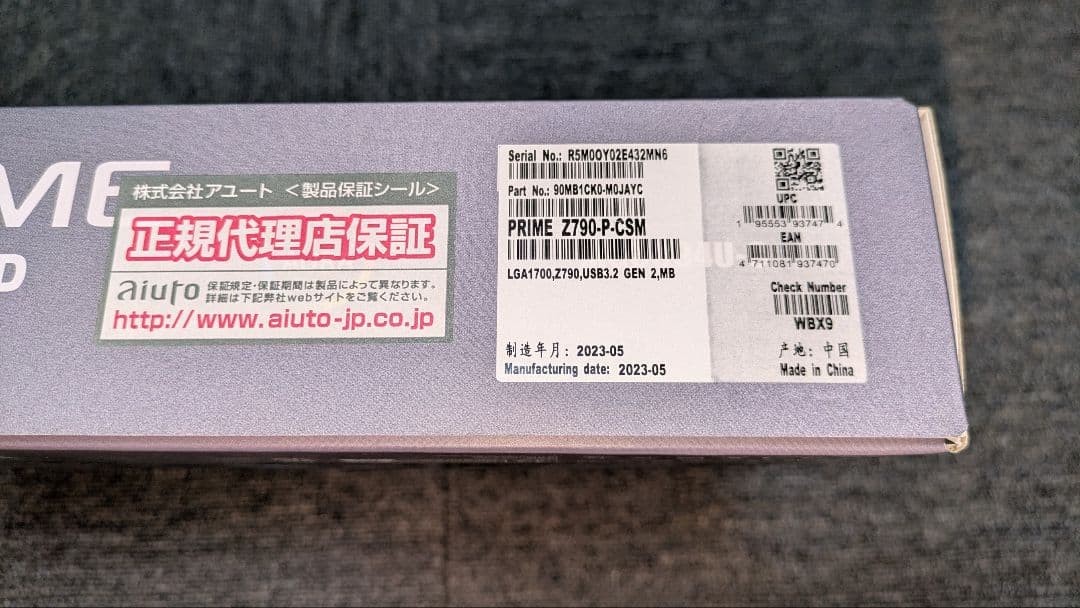 ME
D
株式会社アユート <製品保証シール>
正規代理店保証
aiuto
保証規定・保証期間は製品によって異なります。
詳細は下記弊社webサイトをご覧ください。
http://www.aiuto-jp.co.jp
Serial No.: R5M0QY02E432MN6
Part No.: 90MB1CK0-M0JAYC
PRIME Z790-P-CSM
LGA1700,Z790,USB3.2 GEN 2,MB
制造年月: 2023-05
Manufacturing date: 2023-05
UPC
1 95553 93747 4
EAN
4 711081 937470
Check Number
WBX9
产地: 中国
Made in China